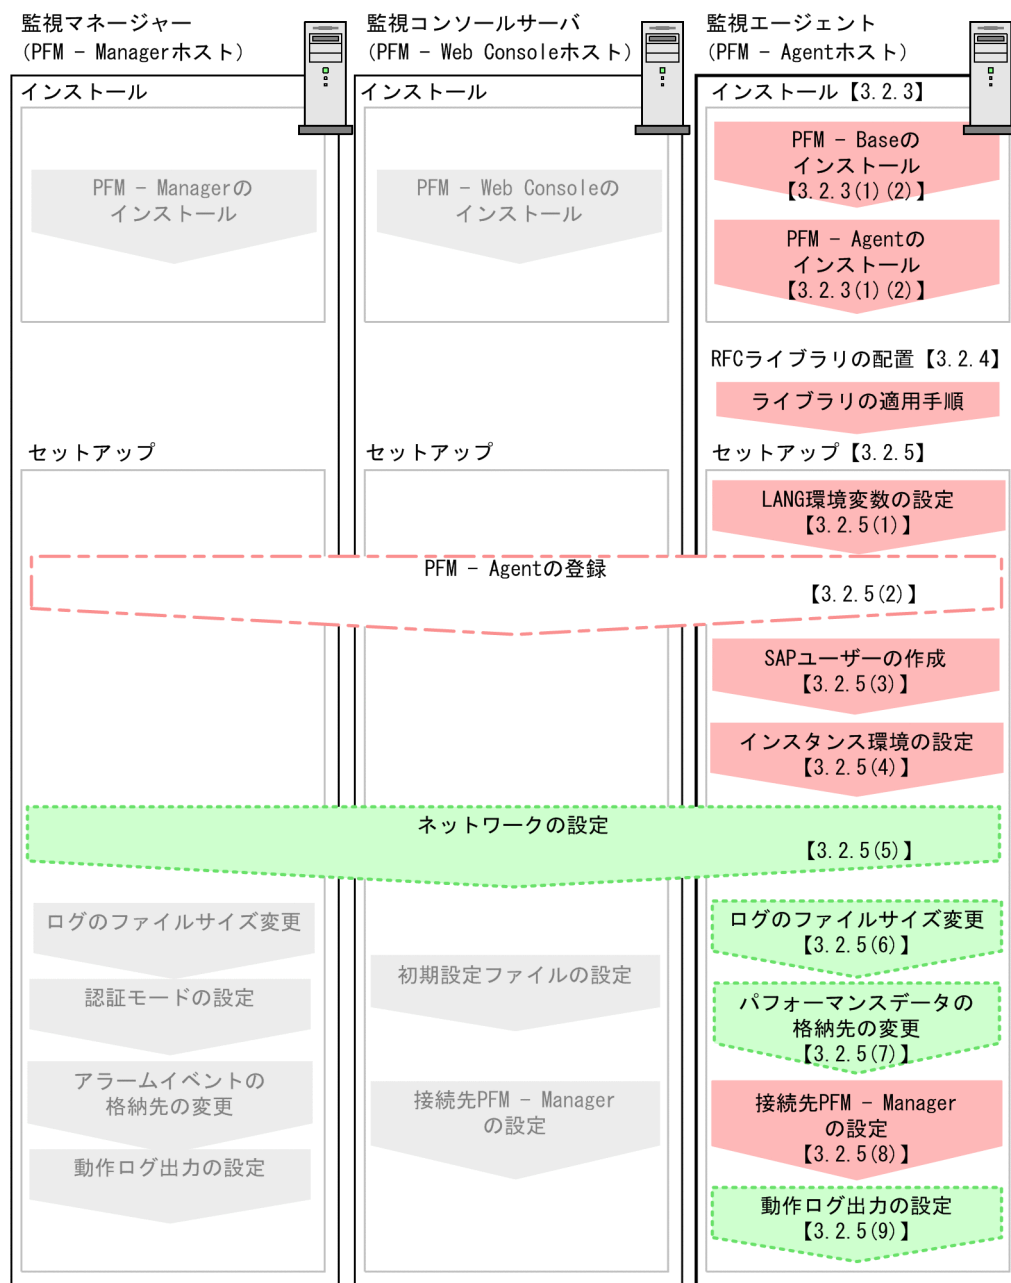 監視マネージャー
(PFM － Managerホスト)
監視コンソールサーバ
(PFM － Web Consoleホスト)
監視エージェント
(PFM － Agentホスト)
インストール
PFM － Managerの
インストール
インストール
PFM － Web Consoleの
インストール
インストール【3.2.3】
PFM － Baseの
インストール
【3.2.3(1)(2)】
PFM － Agentの
インストール
【3.2.3(1)(2)】
RFCライブラリの配置【3.2.4】
ライブラリの適用手順
セットアップ
セットアップ
セットアップ【3.2.5】
LANG環境変数の設定
【3.2.5(1)】
PFM － Agentの登録
【3.2.5(2)】
SAPユーザーの作成
【3.2.5(3)】
インスタンス環境の設定
【3.2.5(4)】
ネットワークの設定
【3.2.5(5)】
ログのファイルサイズ変更
認証モードの設定
アラームイベントの
格納先の変更
動作ログ出力の設定
初期設定ファイルの設定
接続先PFM － Manager
の設定
ログのファイルサイズ変更
【3.2.5(6)】
パフォーマンスデータの
格納先の変更
【3.2.5(7)】
接続先PFM － Manager
の設定
【3.2.5(8)】
動作ログ出力の設定
【3.2.5(9)】